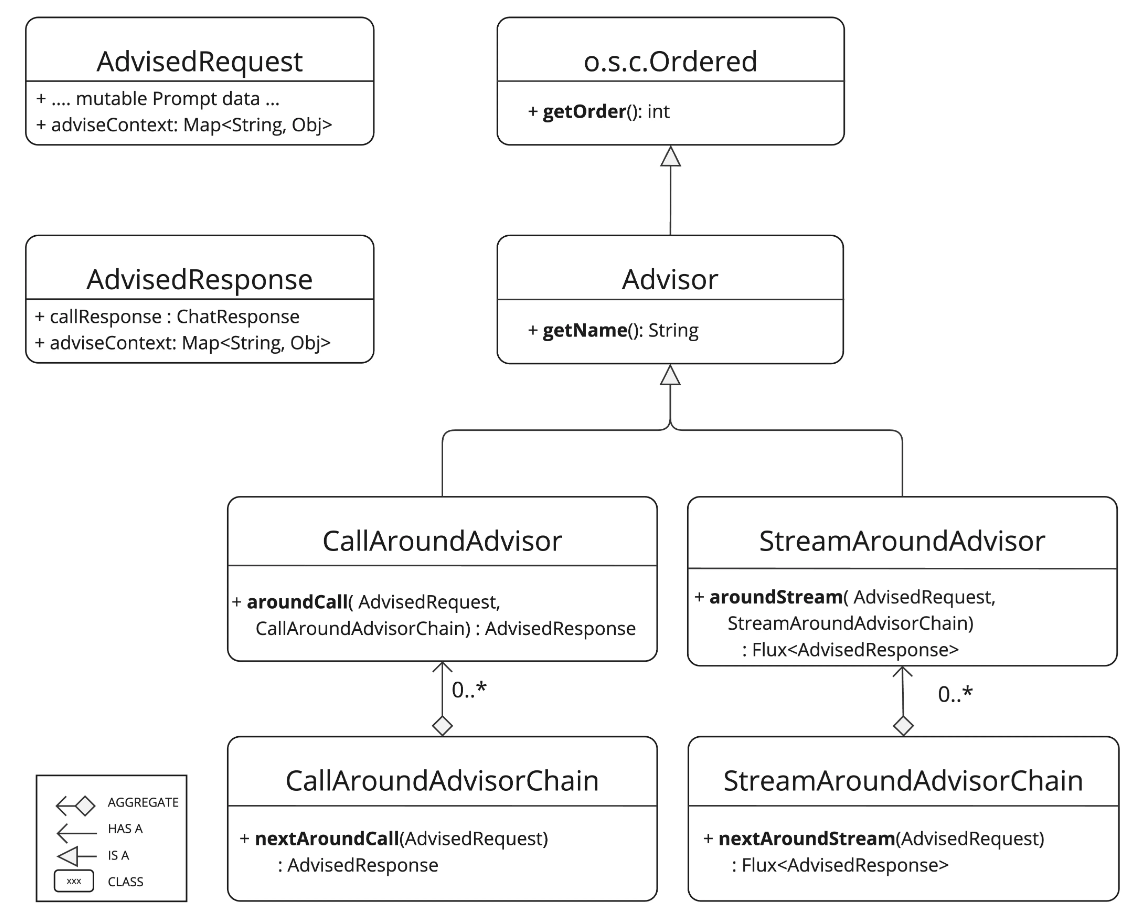 AdvisedRequest
+ .... mutable Prompt data ...
+ adviseContext: Map<String, Obj>
o.s.c.Ordered
+ getOrder(): int
AdvisedResponse
+ callResponse : ChatResponse
+ adviseContext: Map<String, Obj>
Advisor
+ getName(): String
CallAroundAdvisor
+ aroundCall( AdvisedRequest,
CallAroundAdvisorChain) : AdvisedResponse
StreamAroundAdvisor
+ aroundStream( AdvisedRequest,
StreamAroundAdvisorChain)
: Flux<AdvisedResponse>
0..*
0..*
CallAroundAdvisorChain
+ nextAroundCall(AdvisedRequest)
: AdvisedResponse
StreamAroundAdvisorChain
+ nextAroundStream(AdvisedRequest)
: Flux<AdvisedResponse>
AGGREGATE
HAS A
IS A
xxx CLASS